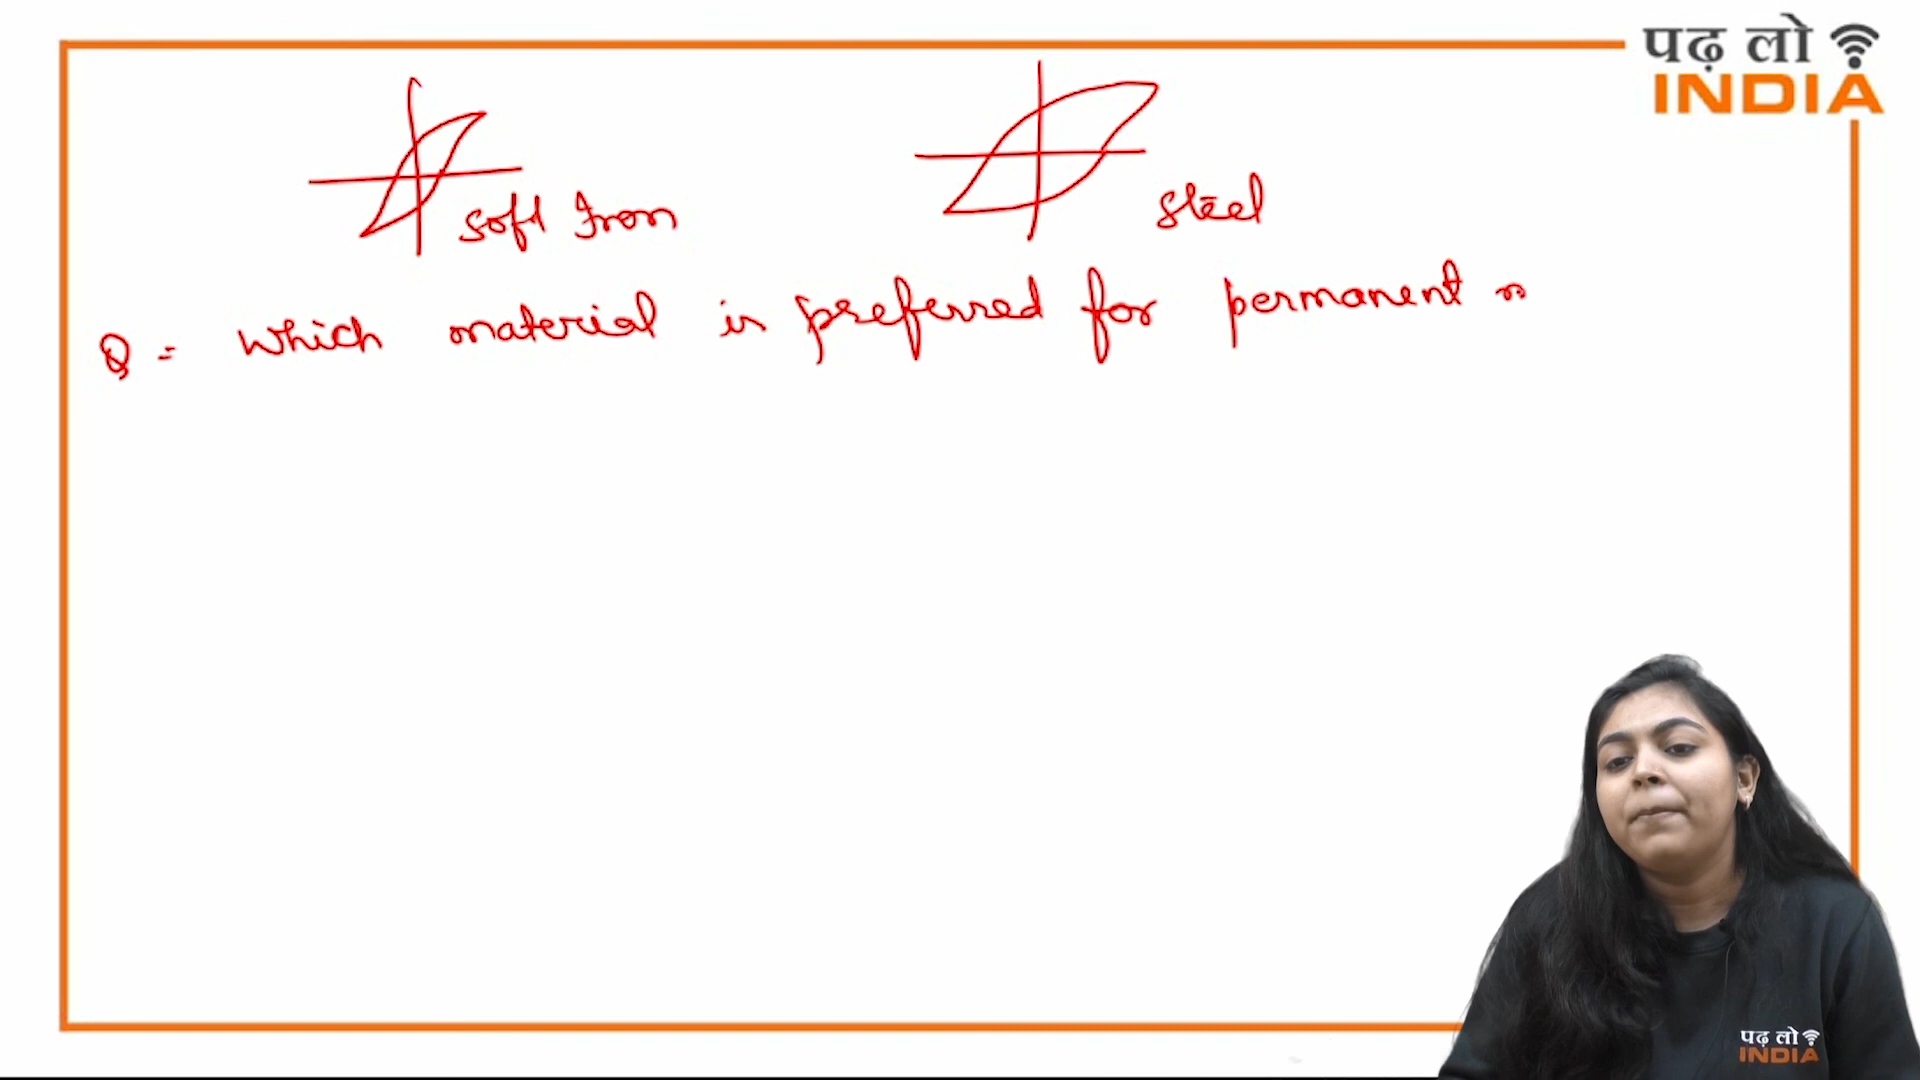 पढ़ लो
INDIA
soft Iron
steel
Q = Which material is preferred for permanent m
पढ़ लो
INDIA